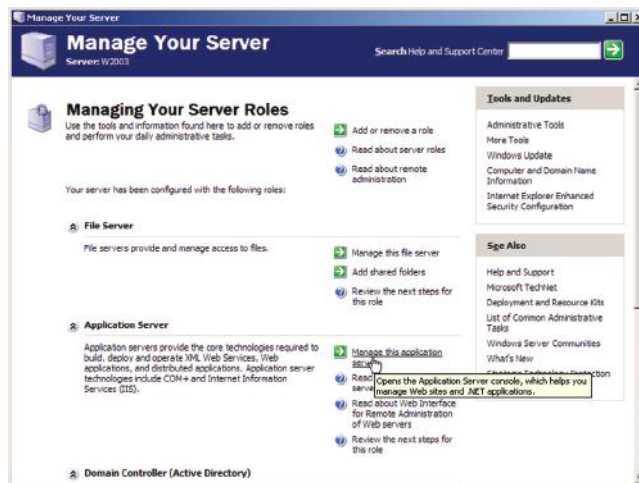 Manage Your Server
Manage Your Server
Server: W2003
Search Help and Support Center
Managing Your Server Roles
Use the tools and information found here to add or remove roles
and perform your daily administrative tasks.
Add or remove a role
Read about server roles
Read about remote
administration
Your server has been configured with the following roles:
File Server
File servers provide and manage access to files.
Manage this file server
Add shared folders
Review the next steps for
this role
Application Server
Application servers provide the core technologies required to
build, deploy and operate XML Web Services, Web
applications, and distributed applications. Application server
technologies include COM+ and Internet Information
Services (IIS).
Manage this application
server
Read
serve
Opens the Application Server console, which helps you
manage Web sites and .NET applications.
Read about Web Interface
for Remote Administration
of Web servers
Review the next steps for
this role
Domain Controller (Active Directory)
Tools and Updates
Administrative Tools
More Tools
Windows Update
Computer and Domain Name
Information
Internet Explorer Enhanced
Security Configuration
See Also
Help and Support
Microsoft TechNet
Deployment and Resource Kits
List of Common Administrative
Tasks
Windows Server Communities
What's New